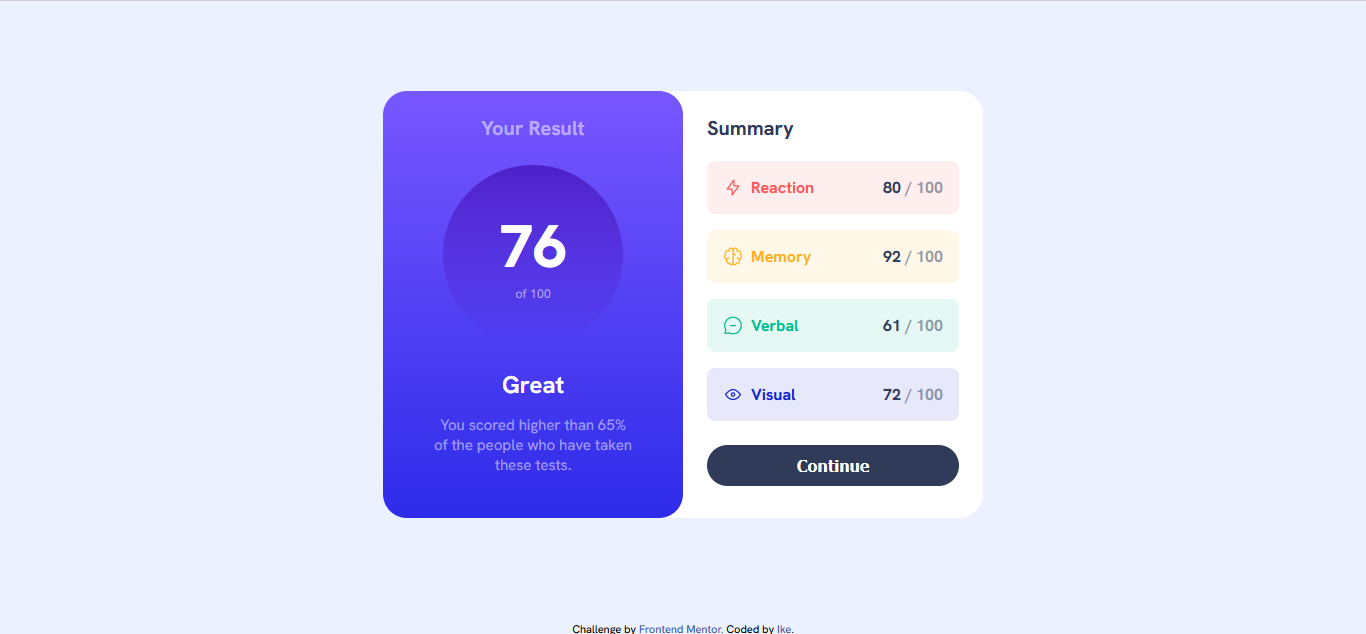 Your Result
76
of 100
Great
You scored higher than 65%
of the people who have taken
these tests.
Summary
Reaction 80 / 100
Memory 92 / 100
Verbal 61 / 100
Visual 72 / 100
Continue
Challenge by Frontend Mentor. Coded by Ike.